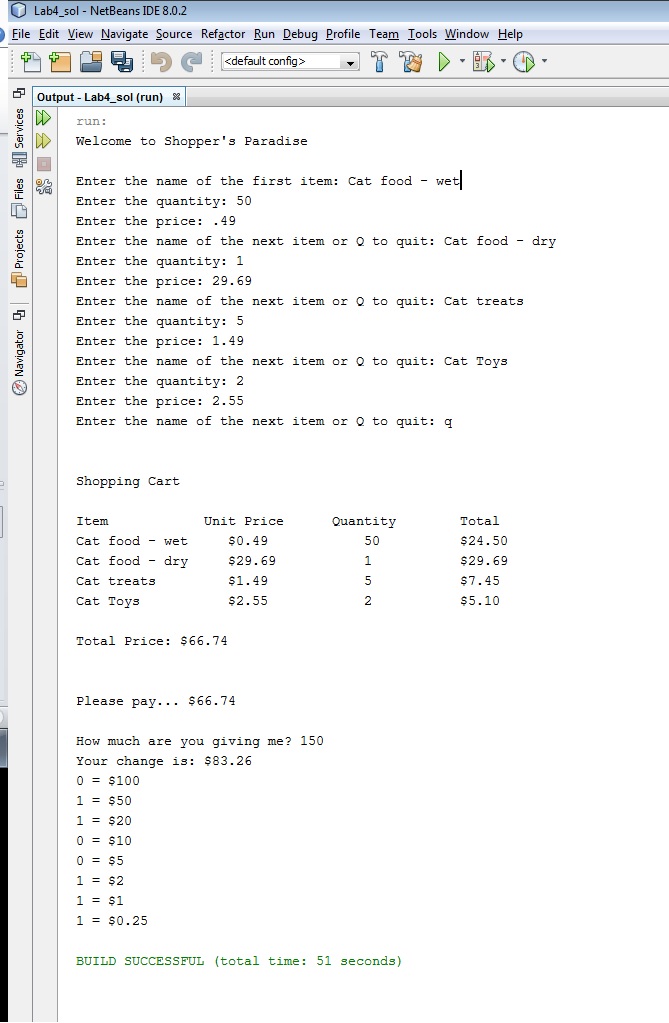 Lab4_sol - NetBeans IDE 8.0.2
File Edit View Navigate Source Refactor Run Debug Profile Team Tools Window Help
<default config>
Output - Lab4_sol (run)
Services
Files
Projects
Navigator
run:
Welcome to Shopper's Paradise
Enter the name of the first item: Cat food - wet
Enter the quantity: 50
Enter the price: .49
Enter the name of the next item or Q to quit: Cat food - dry
Enter the quantity: 1
Enter the price: 29.69
Enter the name of the next item or Q to quit: Cat treats
Enter the quantity: 5
Enter the price: 1.49
Enter the name of the next item or Q to quit: Cat Toys
Enter the quantity: 2
Enter the price: 2.55
Enter the name of the next item or Q to quit: q
Shopping Cart
Item Unit Price Quantity Total
Cat food - wet $0.49 50 $24.50
Cat food - dry $29.69 1 $29.69
Cat treats $1.49 5 $7.45
Cat Toys $2.55 2 $5.10
Total Price: $66.74
Please pay... $66.74
How much are you giving me? 150
Your change is: $83.26
0 = $100
1 = $50
1 = $20
0 = $10
0 = $5
1 = $2
1 = $1
1 = $0.25
BUILD SUCCESSFUL (total time: 51 seconds)